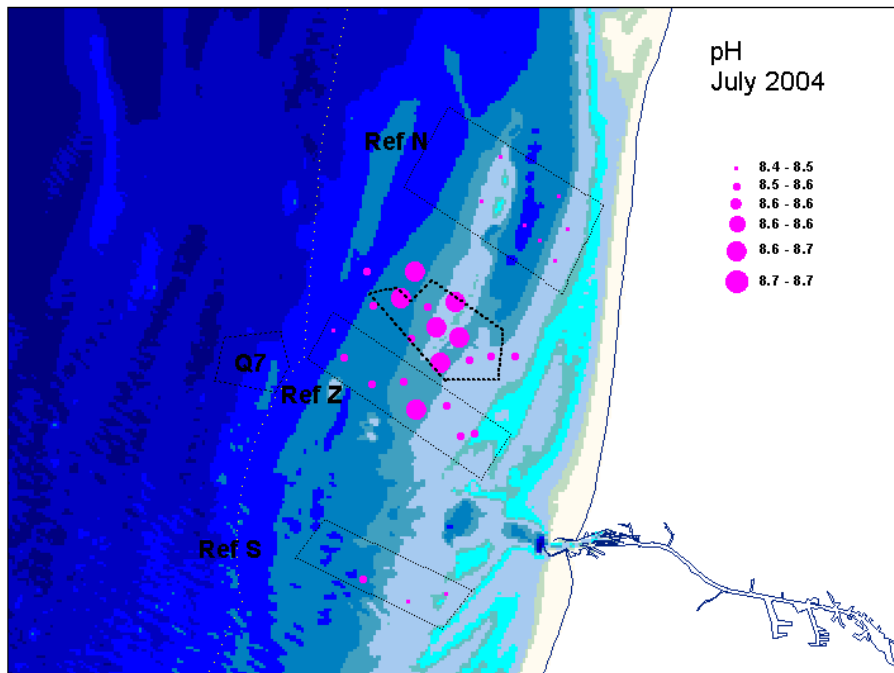 pH
July 2004
Ref N
8.4 - 8.5
8.5 - 8.6
8.6 - 8.6
8.6 - 8.6
8.6 - 8.7
8.7 - 8.7
Q7
Ref Z
Ref S